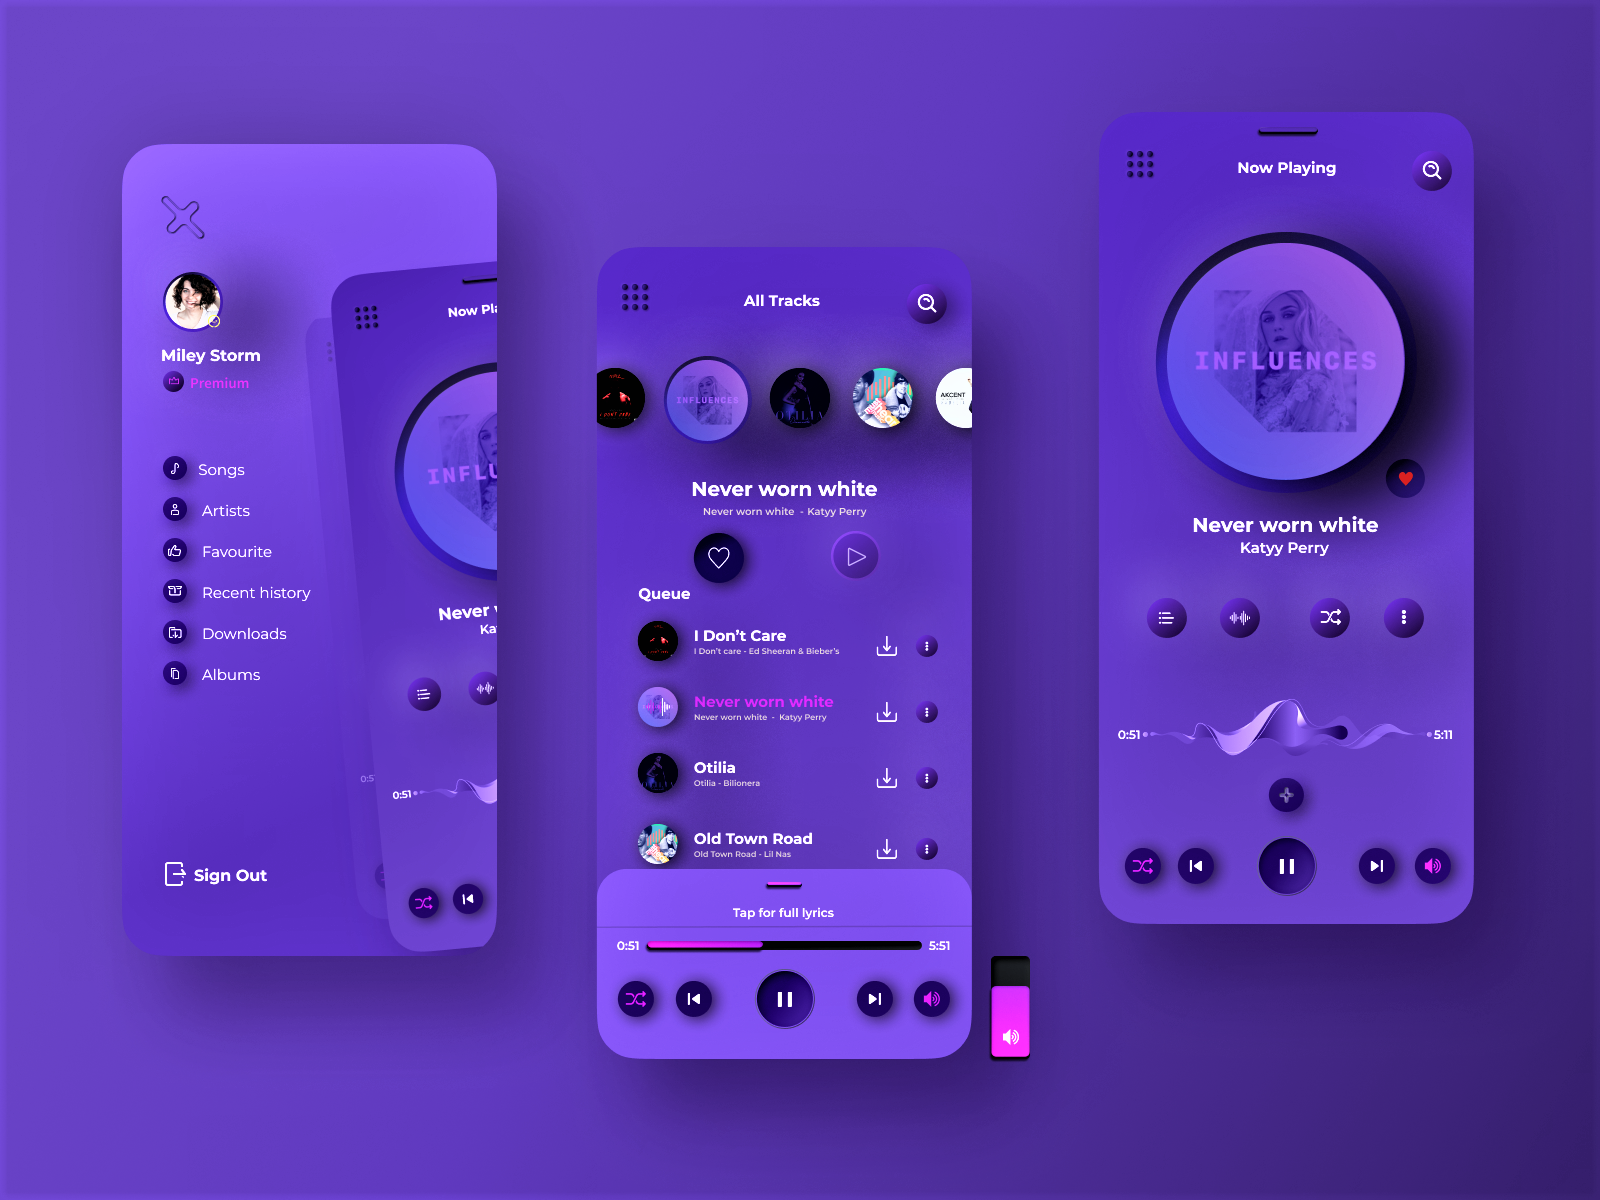 Miley Storm
Premium
Songs
Artists
Favourite
Recent history
Downloads
Albums
Sign Out
Now Pla
INFLU
Never
Ka
0:51
0:5
All Tracks
INFLUENCES
OTILIA
AKCENT
Never worn white
Never worn white - Katyy Perry
Queue
I Don’t Care
I Don’t care - Ed Sheeran & Bieber’s
Never worn white
Never worn white - Katyy Perry
Otilia
Otilia - Bilionera
Old Town Road
Old Town Road - Lil Nas
Tap for full lyrics
0:51 5:51
Now Playing
INFLUENCES
Never worn white
Katyy Perry
0:51 5:11